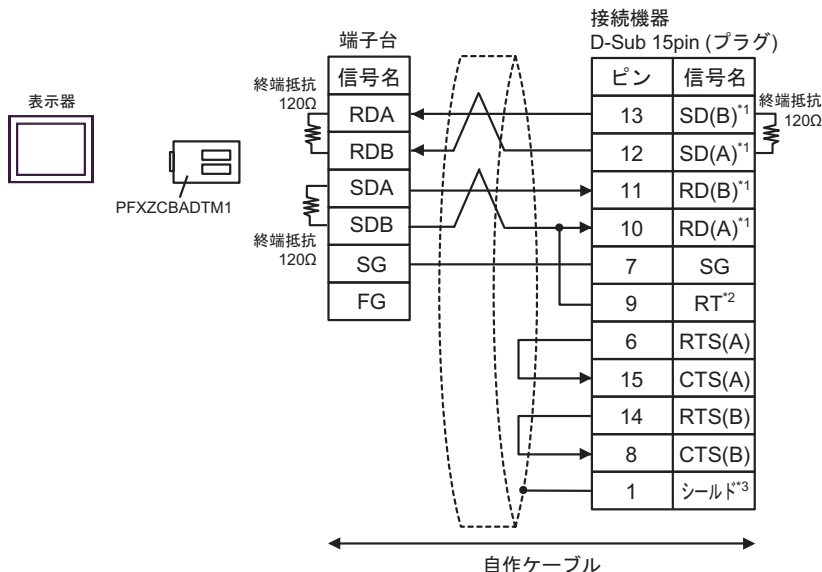 接続機器
端子台
D-Sub 15pin (プラグ)
表示器
PFXZCBADTM1
終端抵抗
120Ω
信号名
RDA
RDB
SDA
SDB
SG
FG
終端抵抗
120Ω
ピン 信号名
13 SD(B)*1
12 SD(A)*1
11 RD(B)*1
10 RD(A)*1
7 SG
9 RT*2
6 RTS(A)
15 CTS(A)
14 RTS(B)
8 CTS(B)
1 シールド*3
終端抵抗
120Ω
自作ケーブル